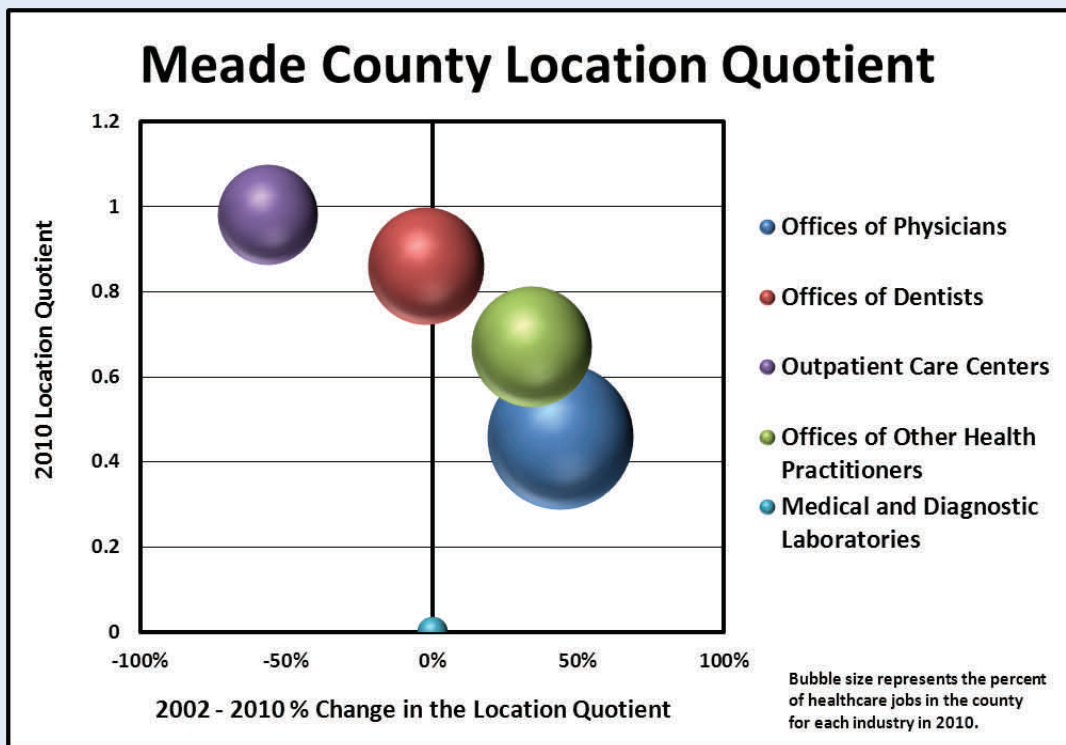 Meade County Location Quotient
2010 Location Quotient
1.2
1
0.8
0.6
0.4
0.2
0
-100%
-50%
0%
50%
100%
2002 - 2010 % Change in the Location Quotient
Offices of Physicians
Offices of Dentists
Outpatient Care Centers
Offices of Other Health
Practitioners
Medical and Diagnostic
Laboratories
Bubble size represents the percent
of healthcare jobs in the county
for each industry in 2010.